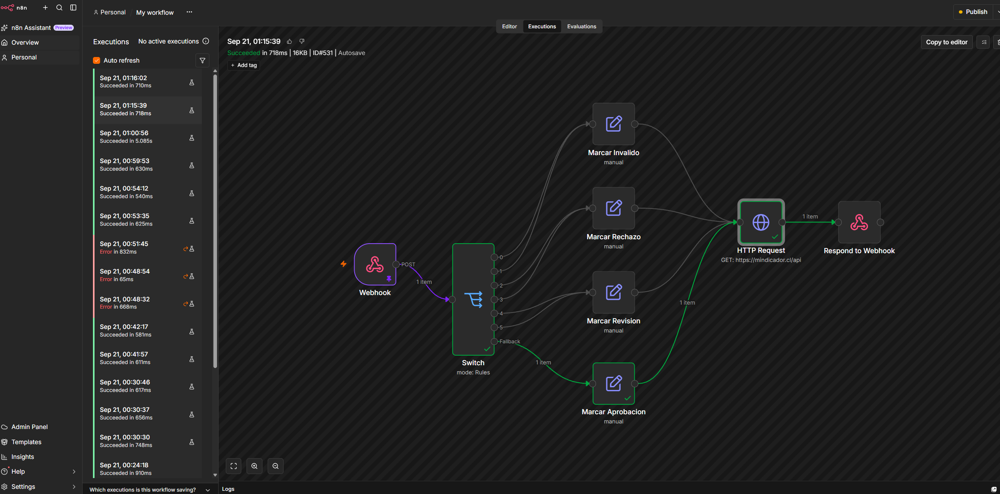 n8n
n8n Assistant Preview
Overview
Personal
Admin Panel
Templates
Insights
Help
Settings
Personal / My workflow ...
Publish
Editor
Executions
Evaluations
Executions
No active executions
Auto refresh
Sep 21, 01:16:02
Succeeded in 710ms
Sep 21, 01:15:39
Succeeded in 718ms
Sep 21, 01:00:56
Succeeded in 5.085s
Sep 21, 00:59:53
Succeeded in 630ms
Sep 21, 00:54:12
Succeeded in 540ms
Sep 21, 00:53:35
Succeeded in 625ms
Sep 21, 00:51:45
Error in 832ms
Sep 21, 00:48:54
Error in 65ms
Sep 21, 00:48:32
Error in 668ms
Sep 21, 00:42:17
Succeeded in 581ms
Sep 21, 00:41:57
Succeeded in 611ms
Sep 21, 00:30:46
Succeeded in 617ms
Sep 21, 00:30:37
Succeeded in 656ms
Sep 21, 00:30:30
Succeeded in 748ms
Sep 21, 00:24:18
Succeeded in 910ms
Which executions is this workflow saving?
Sep 21, 01:15:39
Succeeded in 718ms | 16KB | ID#531 | Autosave
+ Add tag
Copy to editor
POST
1 item
Webhook
0
1
2
3
4
5
Fallback
Switch
mode: Rules
1 item
Marcar Invalido
manual
Marcar Rechazo
manual
Marcar Revision
manual
Marcar Aprobacion
manual
1 item
HTTP Request
GET: https://mindicador.cl/api
1 item
Respond to Webhook
Logs